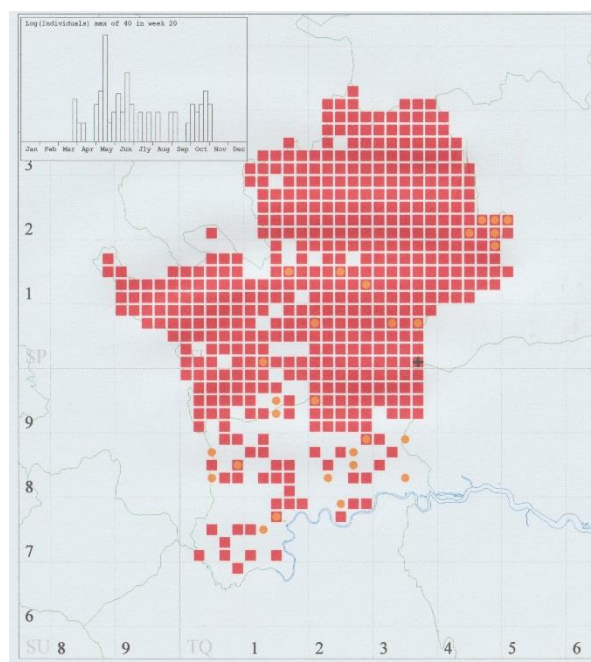 Log(Individuals) max of 40 in week 20
Jan Feb Mar Apr May Jun Jly Aug Sep Oct Nov Dec
3
2
1
SP
9
8
7
6
SU 8 9 TQ 1 2 3 4 5 6